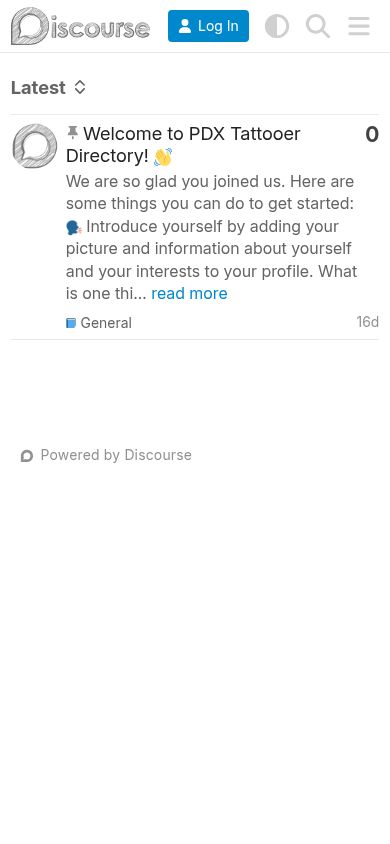 Discourse
Log In
Latest
Welcome to PDX Tattooer 0
Directory! 👋
We are so glad you joined us. Here are
some things you can do to get started:
🗣 Introduce yourself by adding your
picture and information about yourself
and your interests to your profile. What
is one thi… read more
General 16d
Powered by Discourse